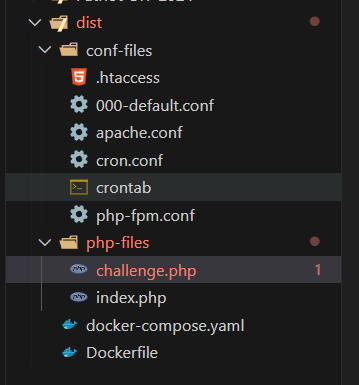 dist
conf-files
.htaccess
000-default.conf
apache.conf
cron.conf
crontab
php-fpm.conf
php-files
challenge.php 1
index.php
docker-compose.yaml
Dockerfile